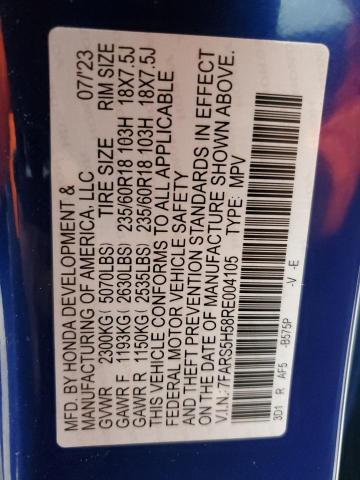 MFD. BY HONDA DEVELOPMENT &
MANUFACTURING OF AMERICA, LLC 07/'23
GVWR 2300KG ( 5070LBS) TIRE SIZE RIM SIZE
GAWR F 1193KG ( 2630LBS) 235/60R18 103H 18X7.5J
GAWR R 1150KG ( 2535LBS) 235/60R18 103H 18X7.5J
THIS VEHICLE CONFORMS TO ALL APPLICABLE
FEDERAL MOTOR VEHICLE SAFETY
AND THEFT PREVENTION STANDARDS IN EFFECT
ON THE DATE OF MANUFACTURE SHOWN ABOVE.
V.I.N.: 7FARS5H58RE004105 TYPE: MPV
3D1 R AF5 -B575P -V -E